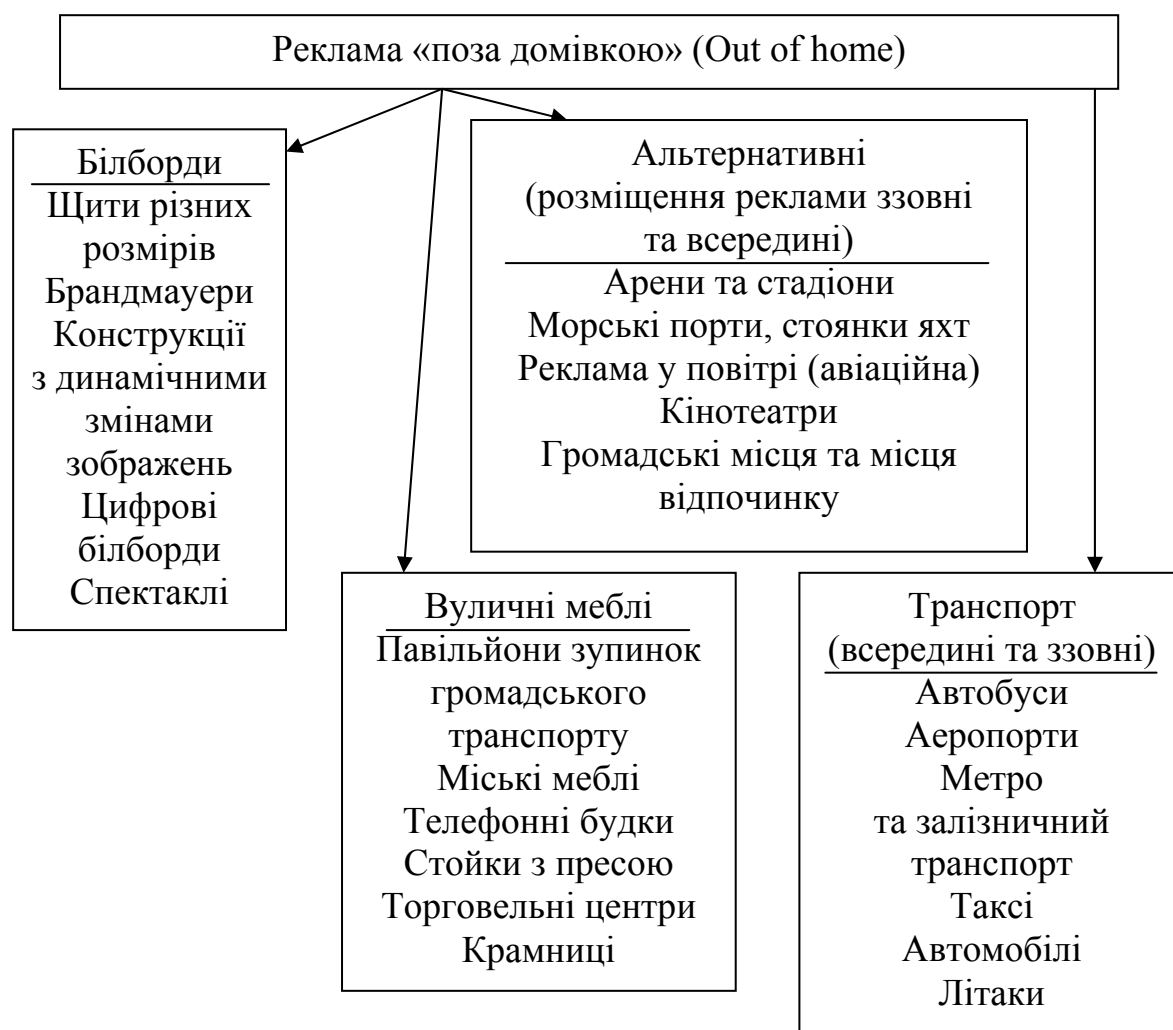 Реклама «поза домівкою» (Out of home)
Білборди
Щити різних
розмірів
Брандмауери
Конструкції
з динамічними
змінами
зображень
Цифрові
білборди
Спектаклі
Альтернативні
(розміщення реклами ззовні
та всередині)
Арени та стадіони
Морські порти, стоянки яхт
Реклама у повітрі (авіаційна)
Кінотеатри
Громадські місця та місця
відпочинку
Вуличні меблі
Павільйони зупинок
громадського
транспорту
Міські меблі
Телефонні будки
Стойки з пресою
Торговельні центри
Крамниці
Транспорт
(всередині та ззовні)
Автобуси
Аеропорти
Метро
та залізничний
транспорт
Таксі
Автомобілі
Літаки